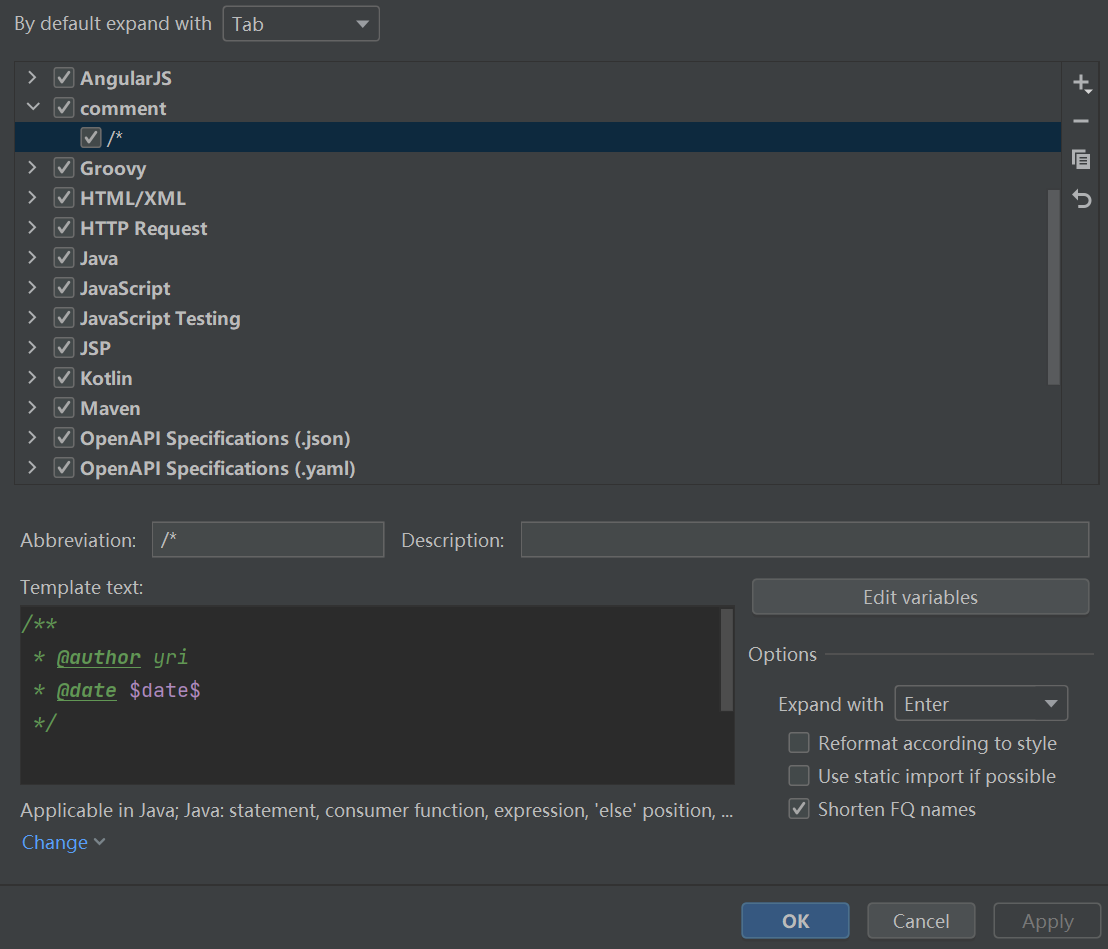 By default expand with Tab
AngularJS
comment
/*
Groovy
HTML/XML
HTTP Request
Java
JavaScript
JavaScript Testing
JSP
Kotlin
Maven
OpenAPI Specifications (.json)
OpenAPI Specifications (.yaml)
Abbreviation: /* Description:
Template text:
Edit variables
/**
* @author yri
* @date $date$
*/
Options
Expand with Enter
Reformat according to style
Use static import if possible
Shorten FQ names
Applicable in Java; Java: statement, consumer function, expression, 'else' position, ...
Change
OK Cancel Apply